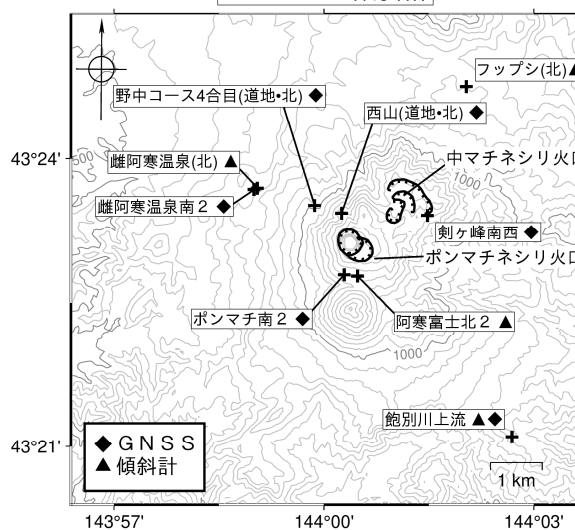 フップシ(北)
野中コース4合目(道地•北)◆
西山(道地•北)◆
43°24'
500
雌阿寒温泉(北)▲
中マチネシリ火口
1000
雌阿寒温泉南2◆
剣ヶ峰南西◆
ポンマチネシリ火口
ポンマチ南2◆
阿寒富士北2▲
1000
飽別川上流▲◆
43°21'
◆GNSS
▲傾斜計
1 km
143°57'
144°00'
144°03'